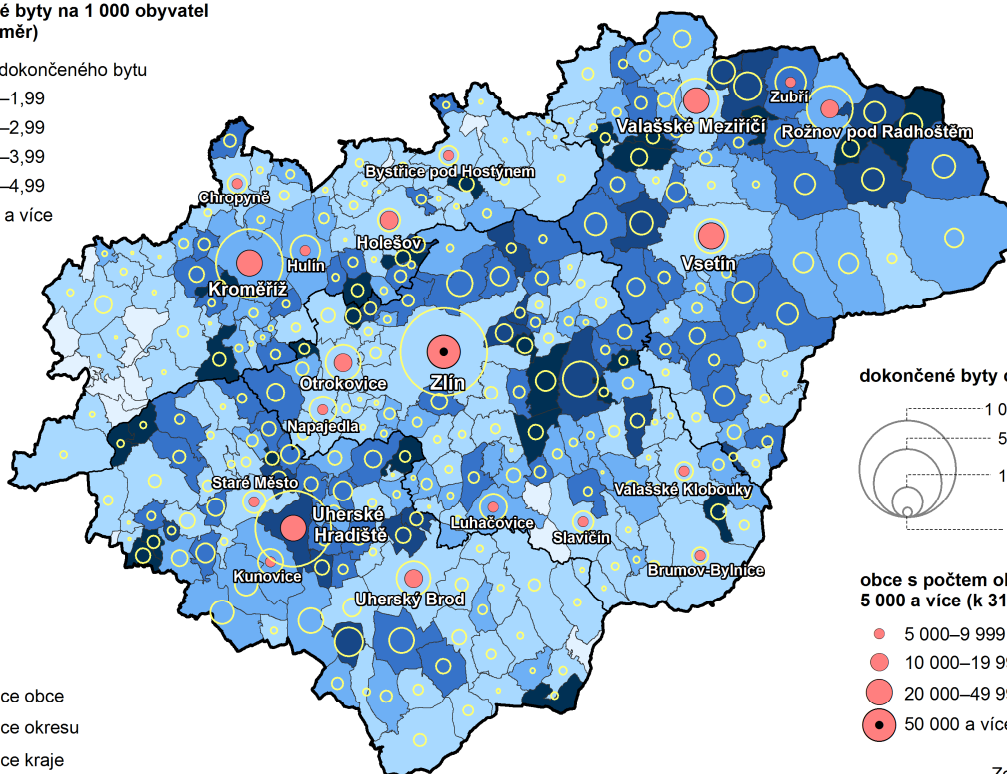 é byty na 1 000 obyvatel
měr)
dokončeného bytu
–1,99
–2,99
–3,99
–4,99
a více
Valašské Meziříčí
Zubří
Rožnov pod Radhoštěm
Bystřice pod Hostýnem
Chropyně
Holešov
Hulín
Vsetín
Kroměříž
Zlín
Otrokovice
Napajedla
Staré Město
Uherské
Hradiště
Luhačovice
Slavičín
Valašské Klobouky
Brumov-Bylnice
Kunovice
Uherský Brod
dokončené byty
1 0
5
1
obce s počtem ob
5 000 a více (k 31
5 000–9 999
10 000–19 99
20 000–49 99
50 000 a více
ce obce
ce okresu
ce kraje